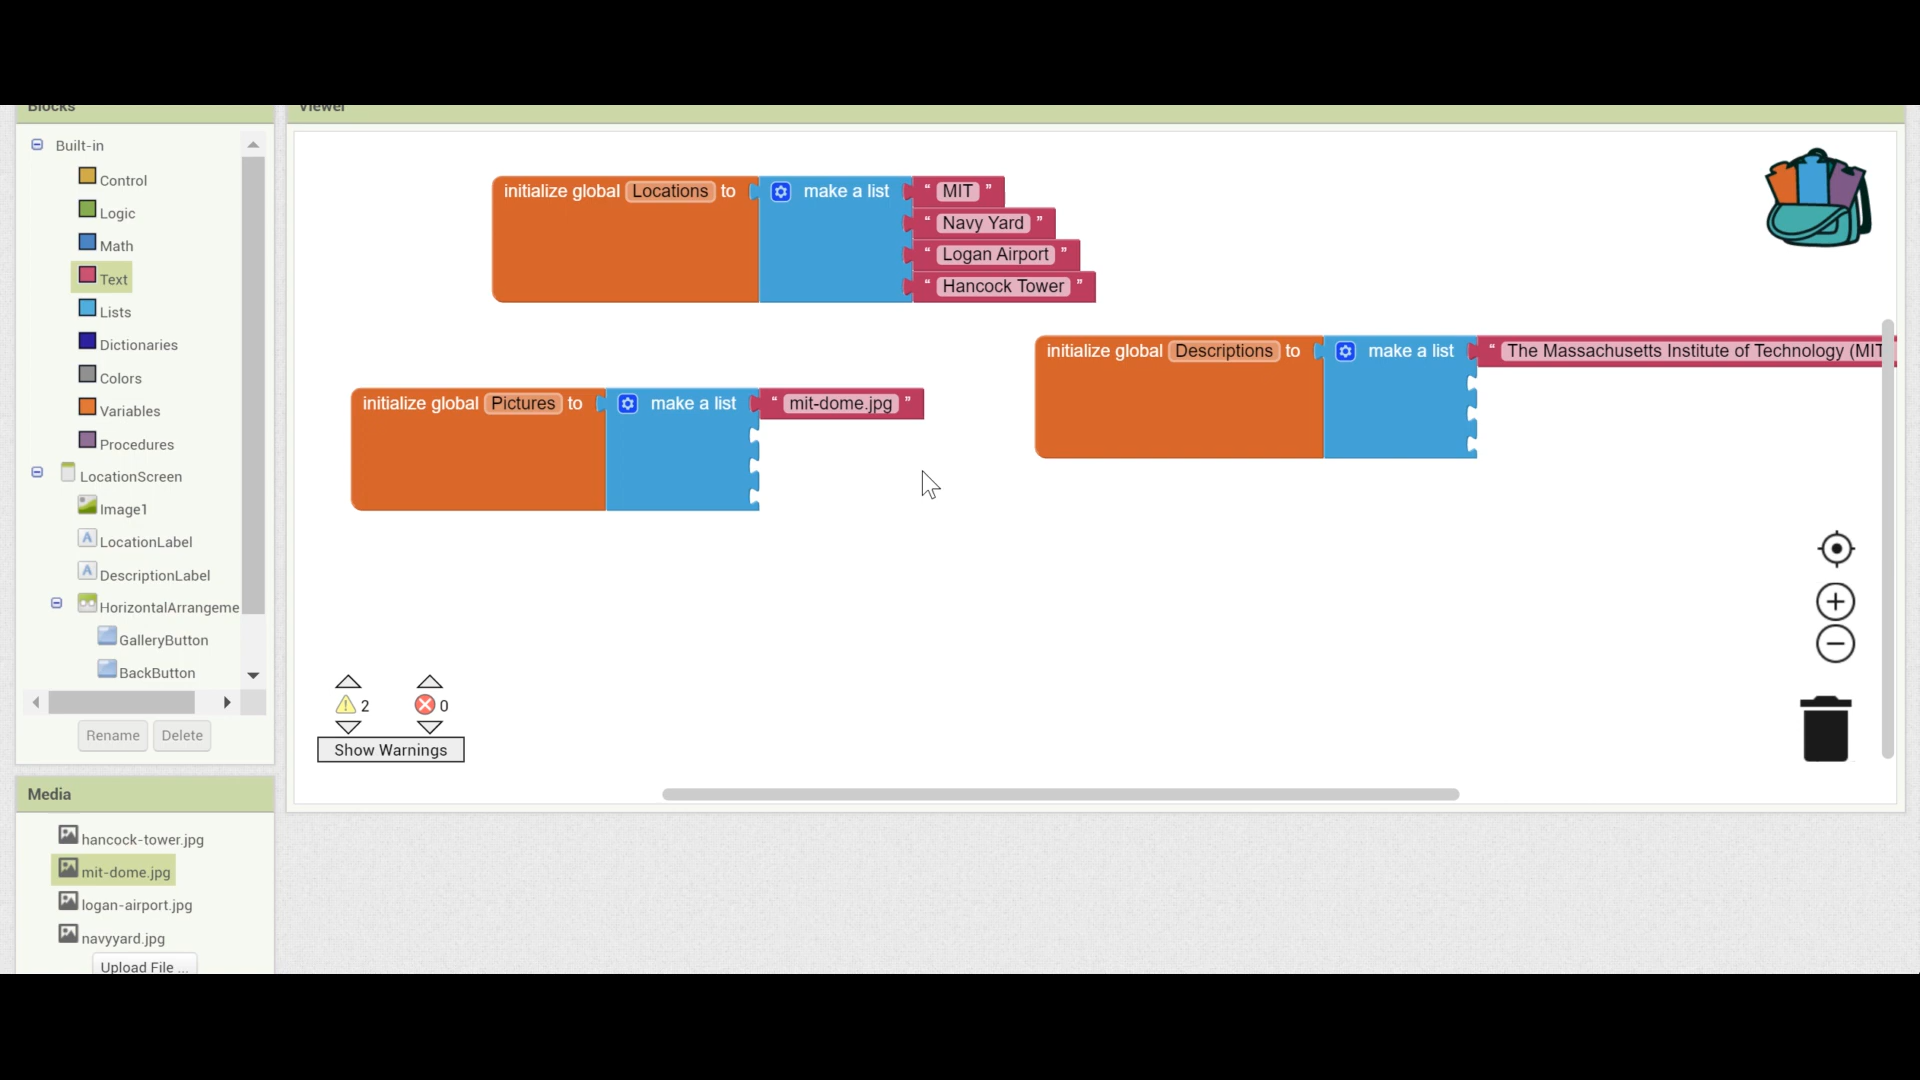 Blocks
Viewer
Built-in
Control
Logic
Math
Text
Lists
Dictionaries
Colors
Variables
Procedures
LocationScreen
Image1
A LocationLabel
A DescriptionLabel
HorizontalArrangeme
GalleryButton
BackButton
Rename Delete
Media
hancock-tower.jpg
mit-dome.jpg
logan-airport.jpg
navyyard.jpg
Upload File ...
initialize global Locations to make a list “ MIT ”
“ Navy Yard ”
“ Logan Airport ”
“ Hancock Tower ”
initialize global Descriptions to make a list “ The Massachusetts Institute of Technology (MIT
initialize global Pictures to make a list “ mit-dome.jpg ”
2 0
Show Warnings